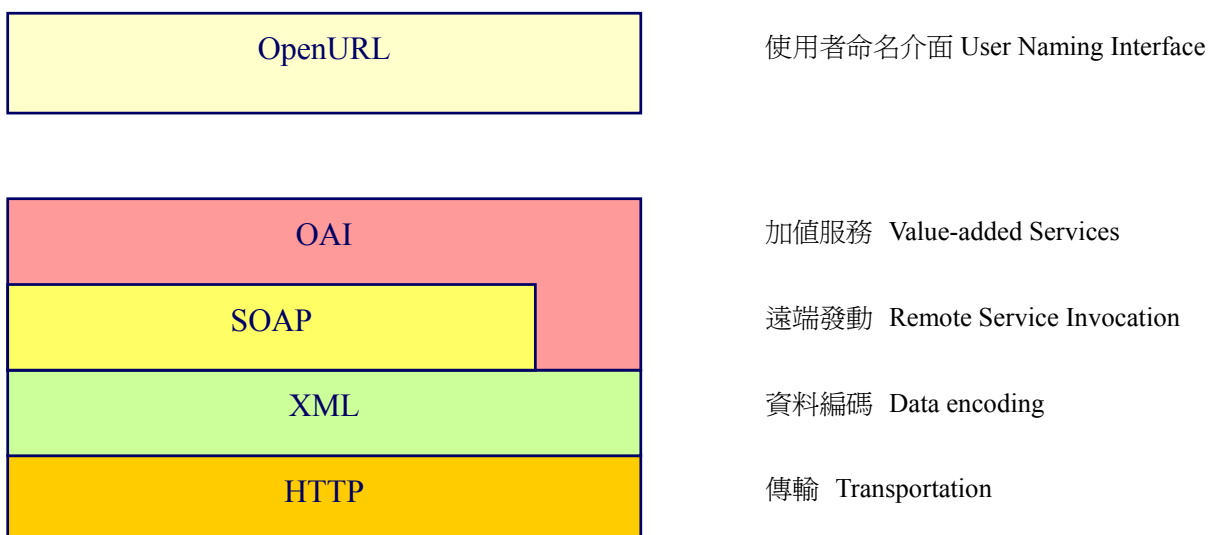 OpenURL 使用者命名介面 User Naming Interface
OAI 加值服務 Value-added Services
SOAP 遠端發動 Remote Service Invocation
XML 資料編碼 Data encoding
HTTP 傳輸 Transportation